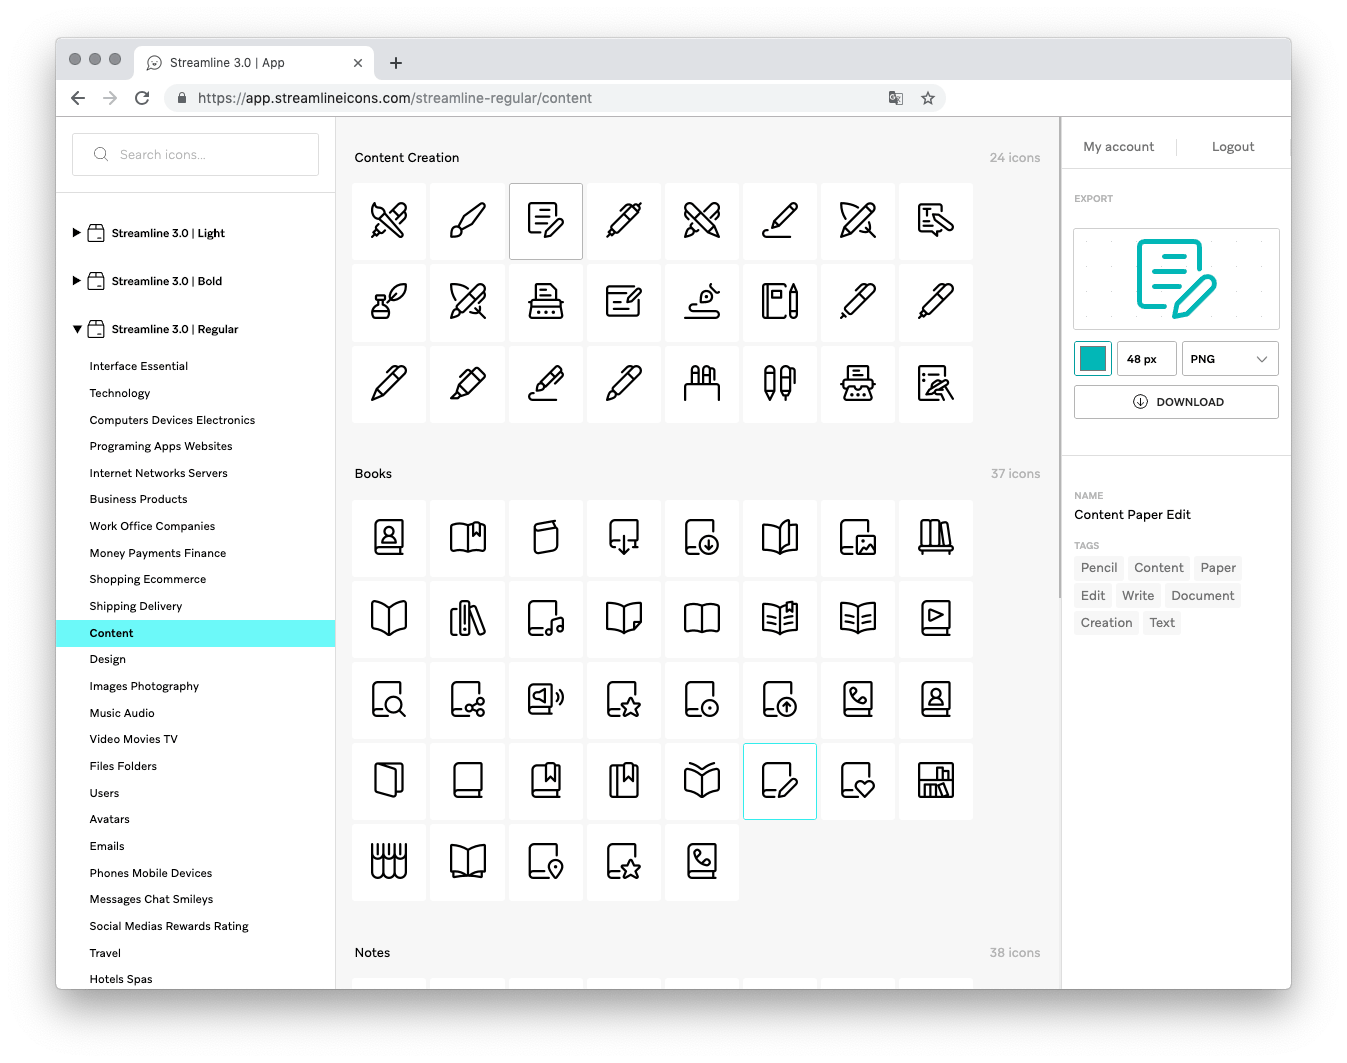 Streamline 3.0 | App
https://app.streamlineicons.com/streamline-regular/content
Search icons...
Streamline 3.0 | Light
Streamline 3.0 | Bold
Streamline 3.0 | Regular
Interface Essential
Technology
Computers Devices Electronics
Programing Apps Websites
Internet Networks Servers
Business Products
Work Office Companies
Money Payments Finance
Shopping Ecommerce
Shipping Delivery
Content
Design
Images Photography
Music Audio
Video Movies TV
Files Folders
Users
Avatars
Emails
Phones Mobile Devices
Messages Chat Smileys
Social Medias Rewards Rating
Travel
Hotels Spas
Content Creation
24 icons
Books
37 icons
Notes
38 icons
My account
Logout
EXPORT
48 px
PNG
DOWNLOAD
NAME
Content Paper Edit
TAGS
Pencil Content Paper
Edit Write Document
Creation Text